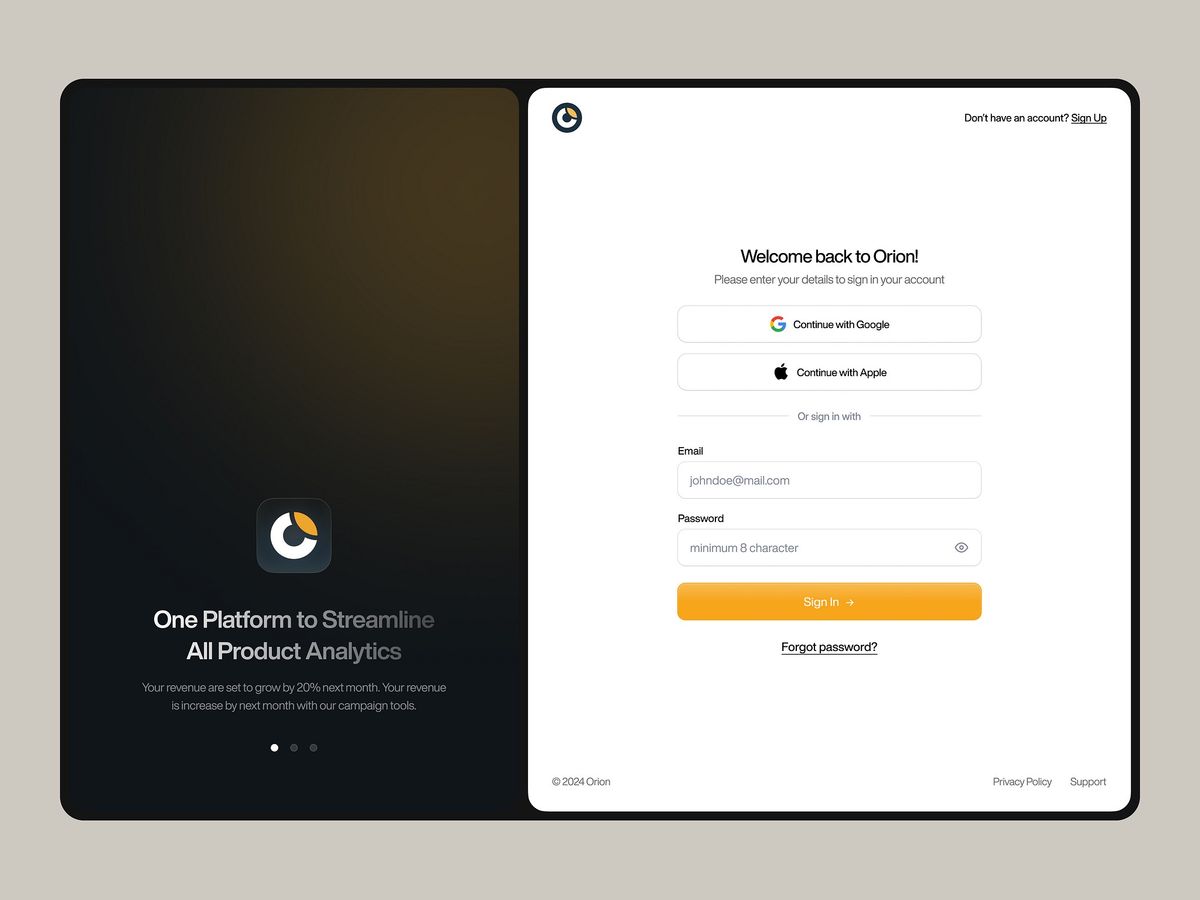 One Platform to Streamline
All Product Analytics
Your revenue are set to grow by 20% next month. Your revenue
is increase by next month with our campaign tools.
Don't have an account? Sign Up
Welcome back to Orion!
Please enter your details to sign in your account
Continue with Google
Continue with Apple
Or sign in with
Email
johndoe@mail.com
Password
minimum 8 character
Sign In →
Forgot password?
© 2024 Orion
Privacy Policy
Support